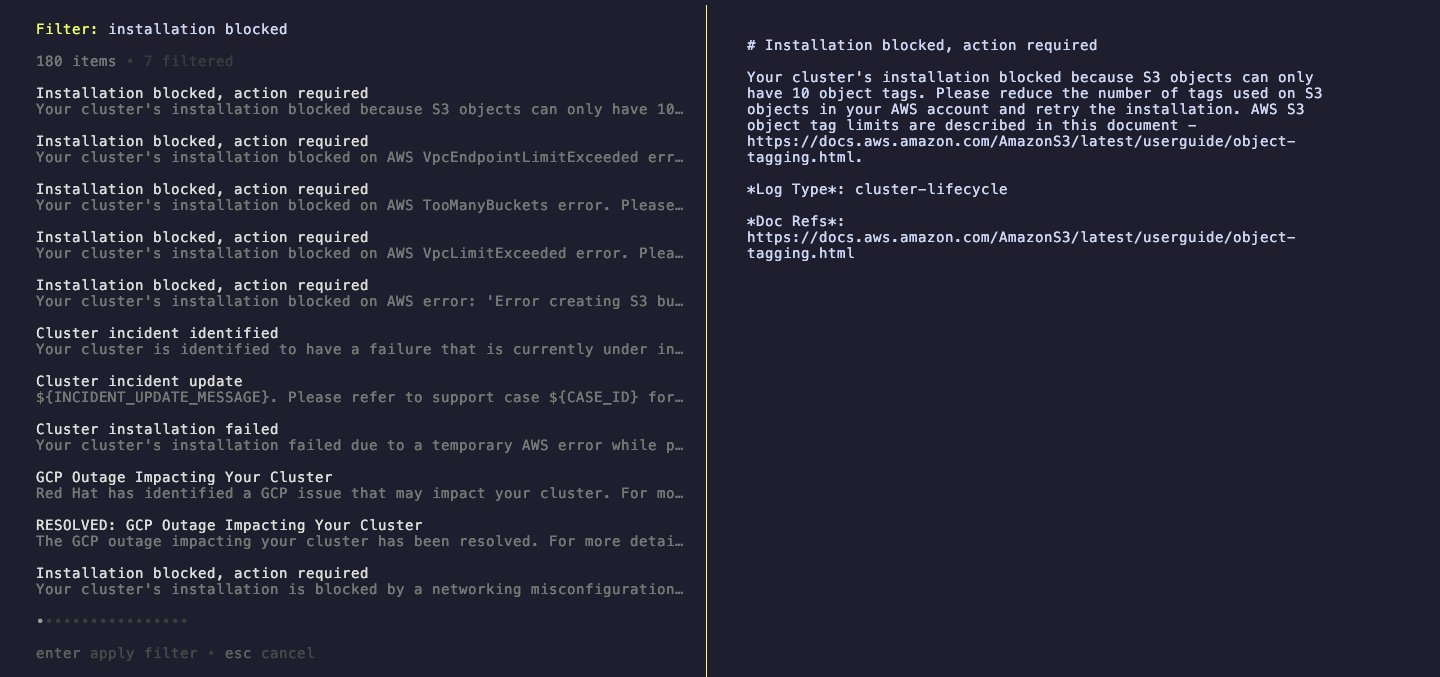 Filter: installation blocked
180 items • 7 filtered
Installation blocked, action required
Your cluster's installation blocked because S3 objects can only have 10…
Installation blocked, action required
Your cluster's installation blocked on AWS VpcEndpointLimitExceeded err…
Installation blocked, action required
Your cluster's installation blocked on AWS TooManyBuckets error. Please…
Installation blocked, action required
Your cluster's installation blocked on AWS VpcLimitExceeded error. Plea…
Installation blocked, action required
Your cluster's installation blocked on AWS error: 'Error creating S3 bu…
Cluster incident identified
Your cluster is identified to have a failure that is currently under in…
Cluster incident update
${INCIDENT_UPDATE_MESSAGE}. Please refer to support case ${CASE_ID} for…
Cluster installation failed
Your cluster's installation failed due to a temporary AWS error while p…
GCP Outage Impacting Your Cluster
Red Hat has identified a GCP issue that may impact your cluster. For mo…
RESOLVED: GCP Outage Impacting Your Cluster
The GCP outage impacting your cluster has been resolved. For more detai…
Installation blocked, action required
Your cluster's installation is blocked by a networking misconfiguration…
enter apply filter • esc cancel
# Installation blocked, action required
Your cluster's installation blocked because S3 objects can only
have 10 object tags. Please reduce the number of tags used on S3
objects in your AWS account and retry the installation. AWS S3
object tag limits are described in this document -
https://docs.aws.amazon.com/AmazonS3/latest/userguide/object-
tagging.html.
*Log Type*: cluster-lifecycle
*Doc Refs*:
https://docs.aws.amazon.com/AmazonS3/latest/userguide/object-
tagging.html